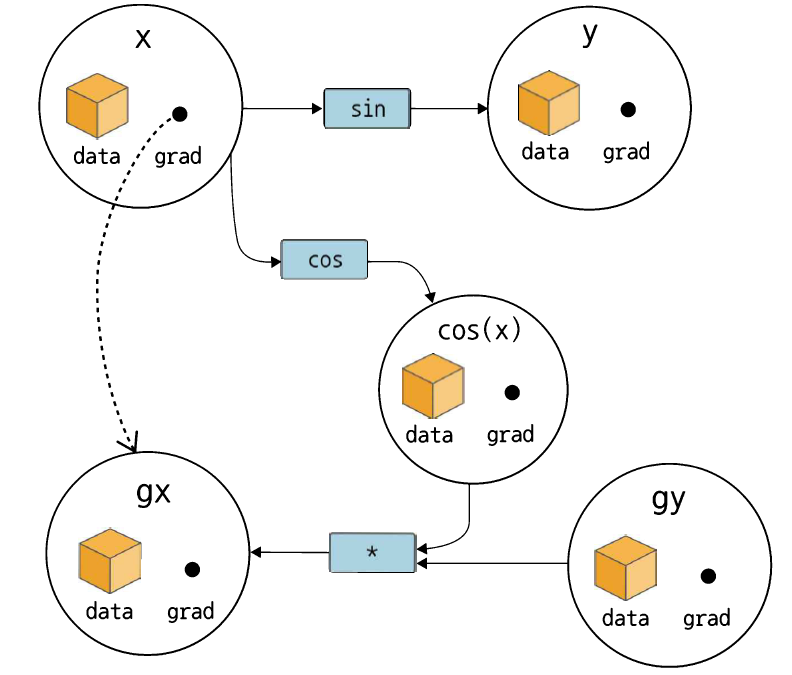 x
data grad
sin
y
data grad
cos
cos(x)
data grad
gx
data grad
*
gy
data grad